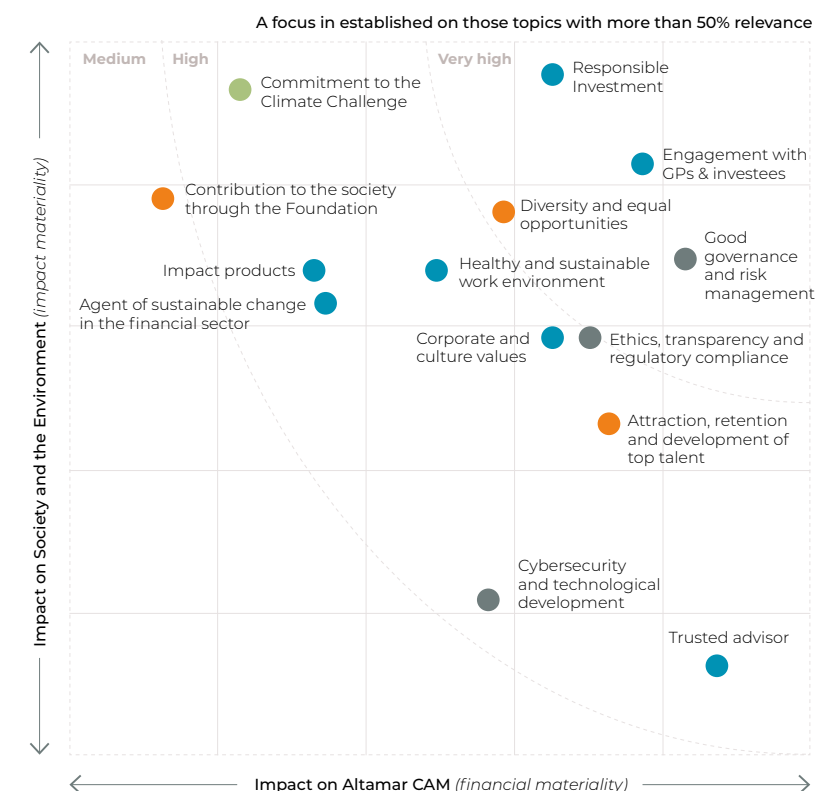 A focus in established on those topics with more than 50% relevance
Medium
High
Very high
Responsible
Investment
Commitment to the
Climate Challenge
Engagement with
GPs & investees
Contribution to the society
through the Foundation
Diversity and equal
opportunities
Good
governance
and risk
management
Impact products
Healthy and sustainable
work environment
Agent of sustainable change
in the financial sector
Corporate and
culture values
Ethics, transparency and
regulatory compliance
Attraction, retention
and development of
top talent
Cybersecurity
and technological
development
Trusted advisor
Impact on Society and the Environment (impact materiality)
Impact on Altamar CAM (financial materiality)